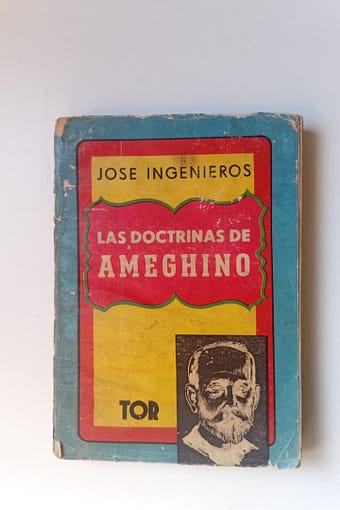 JOSE INGENIEROS
LAS DOCTRINAS DE
AMEGHINO
TOR